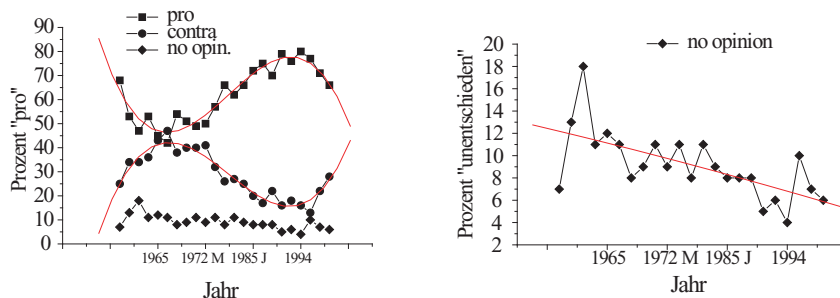 pro
contra
no opin.
90
80
70
60
50
40
30
20
10
0
Prozent "pro"
1965
1972 M
1985 J
1994
Jahr
no opinion
20
18
16
14
12
10
8
6
4
2
Prozent "unentschieden"
1965
1972 M
1985 J
1994
Jahr